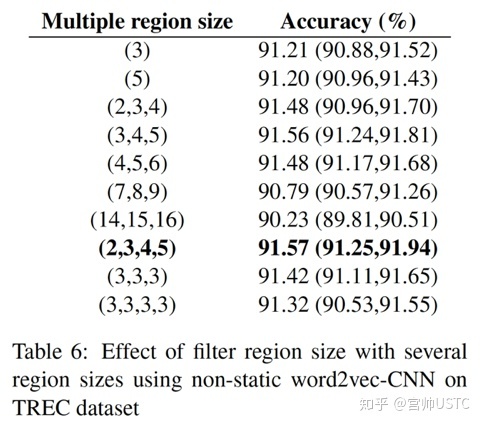 Multiple region size Accuracy (%)
(3) 91.21 (90.88,91.52)
(5) 91.20 (90.96,91.43)
(2,3,4) 91.48 (90.96,91.70)
(3,4,5) 91.56 (91.24,91.81)
(4,5,6) 91.48 (91.17,91.68)
(7,8,9) 90.79 (90.57,91.26)
(14,15,16) 90.23 (89.81,90.51)
(2,3,4,5) 91.57 (91.25,91.94)
(3,3,3) 91.42 (91.11,91.65)
(3,3,3,3) 91.32 (90.53,91.55)
Table 6: Effect of filter region size with several
region sizes using non-static word2vec-CNN on
TREC dataset
知乎 @宫帅USTC